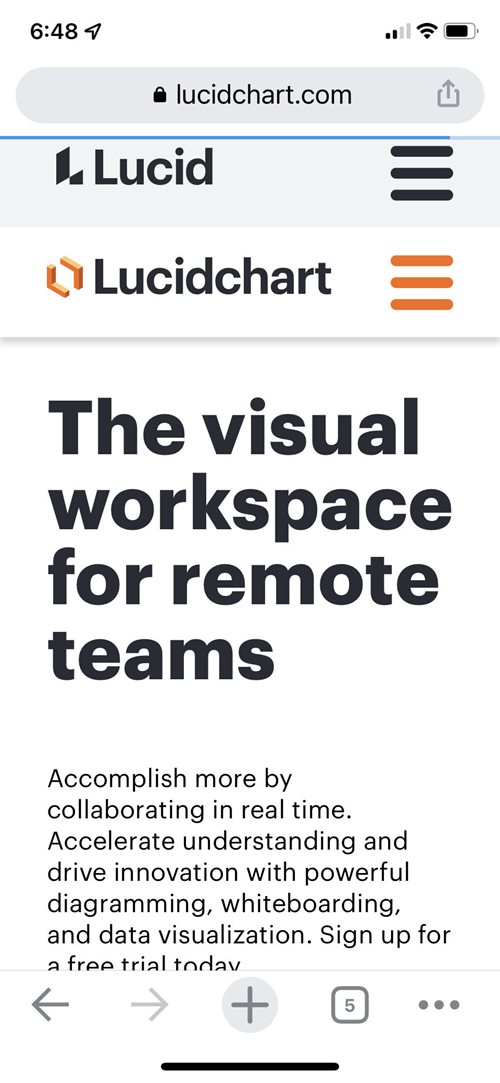 6:48
lucidchart.com
Lucid
Lucidchart
The visual
workspace
for remote
teams
Accomplish more by
collaborating in real time.
Accelerate understanding and
drive innovation with powerful
diagramming, whiteboarding,
and data visualization. Sign up for
a free trial today
5